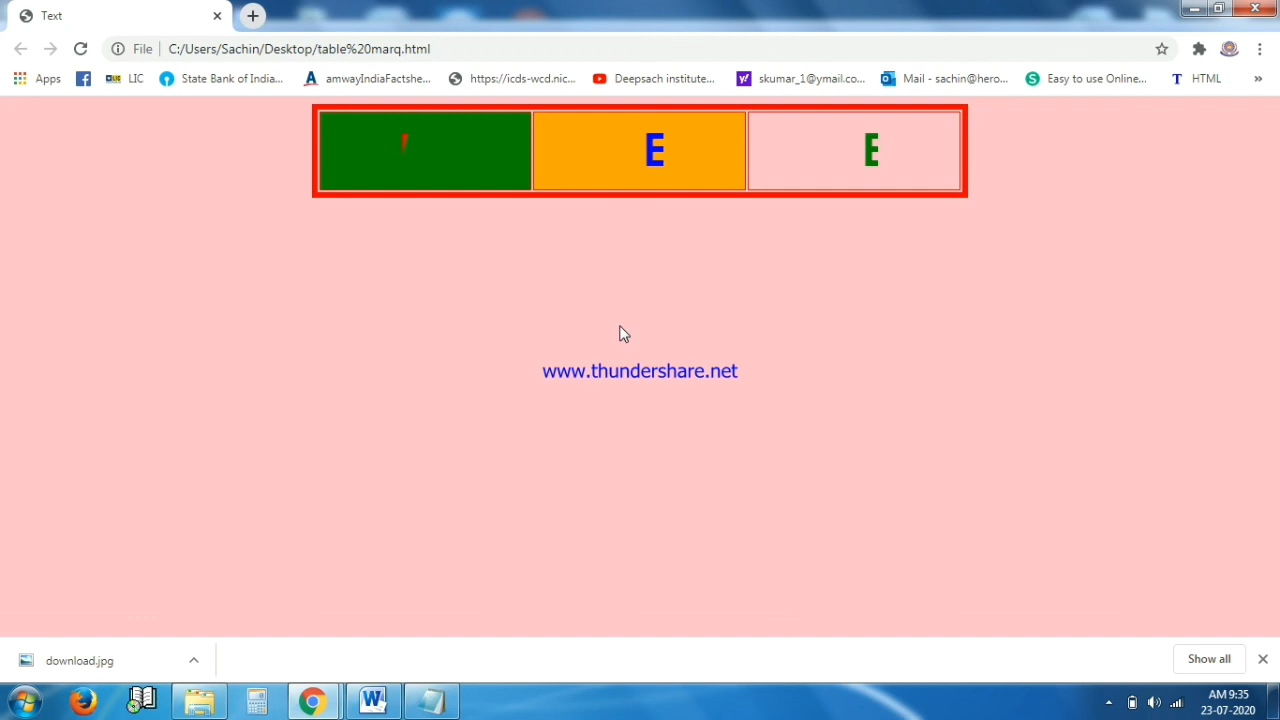 Text
File
C:/Users/Sachin/Desktop/table%20marq.html
Apps
LIC
State Bank of India...
amwayIndiaFactshe...
https://icds-wcd.nic...
Deepsach institute...
skumar_1@ymail.co...
Mail - sachin@hero...
Easy to use Online...
HTML
»
E
www.thundershare.net
download.jpg
Show all
AM 9:35
23-07-2020